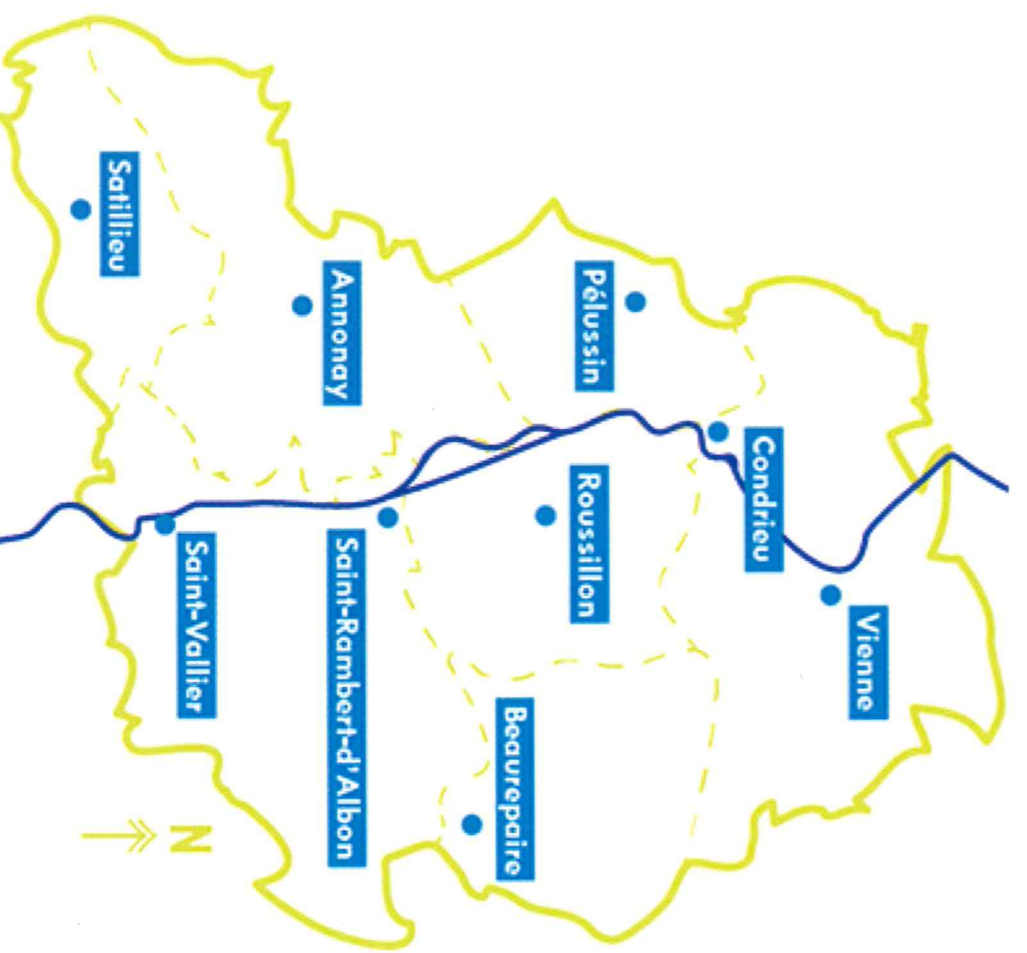 Vienne
Condrieu
Pélussin
Roussillon
Beaurepaire
Annonay
Saint-Rambert-d'Albon
Saint-Vallier
N
Satillieu